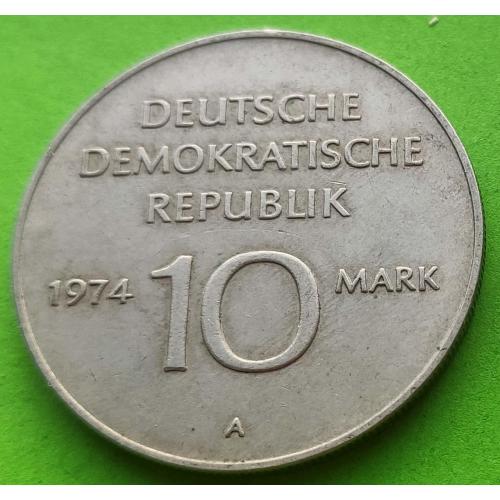 DEUTSCHE
DEMOKRATISCHE
REPUBLIK
1974 10 MARK
A